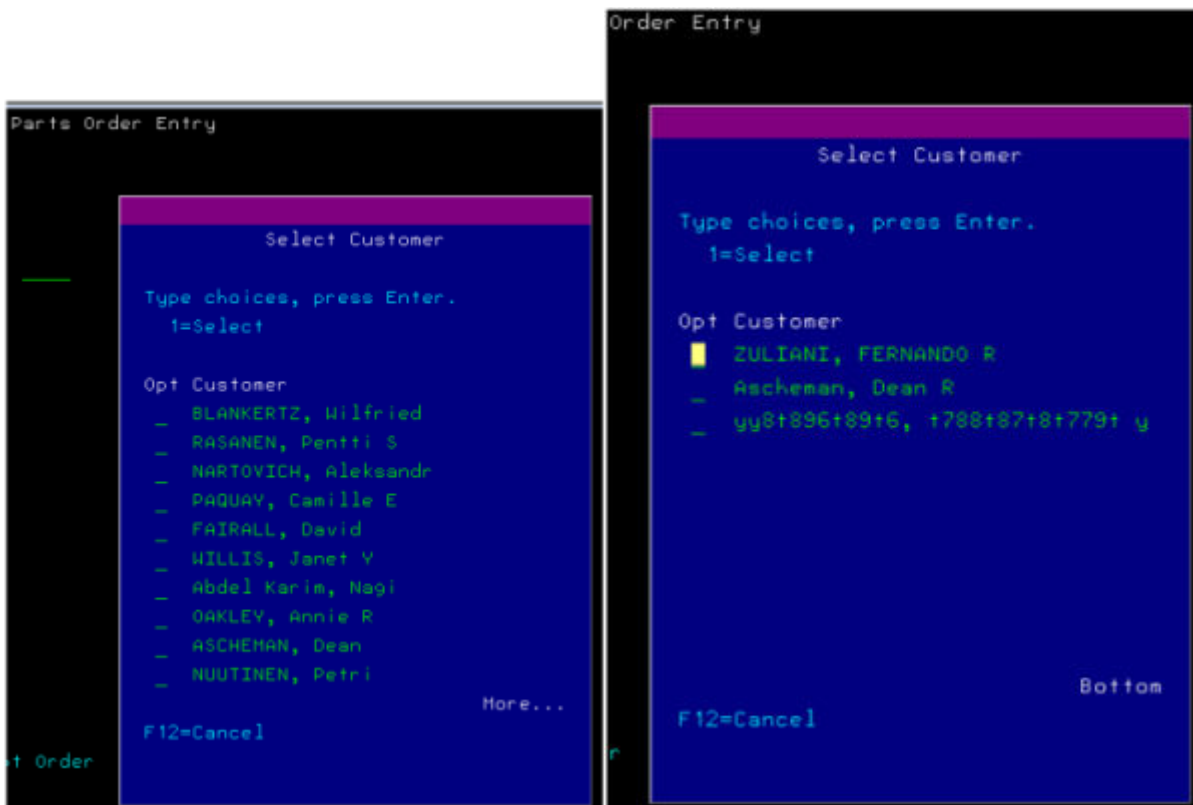 Parts Order Entry
Select Customer
Type choices, press Enter.
1=Select
Opt Customer
_ BLANKERTZ, Wilfried
_ RASANEN, Pentti S
_ NARTOVICH, Aleksandr
_ PAQUAY, Camille E
_ FAIRALL, David
_ WILLIS, Janet Y
_ Abdel Karim, Nagi
_ OAKLEY, Annie R
_ ASCHEMAN, Dean
_ NUUTINEN, Petri
More...
F12=Cancel
t Order
Order Entry
Select Customer
Type choices, press Enter.
1=Select
Opt Customer
ZULIANI, FERNANDO R
_ Ascheman, Dean R
_ yy8t896t89t6, t788t87t8t779t y
Bottom
F12=Cancel
r